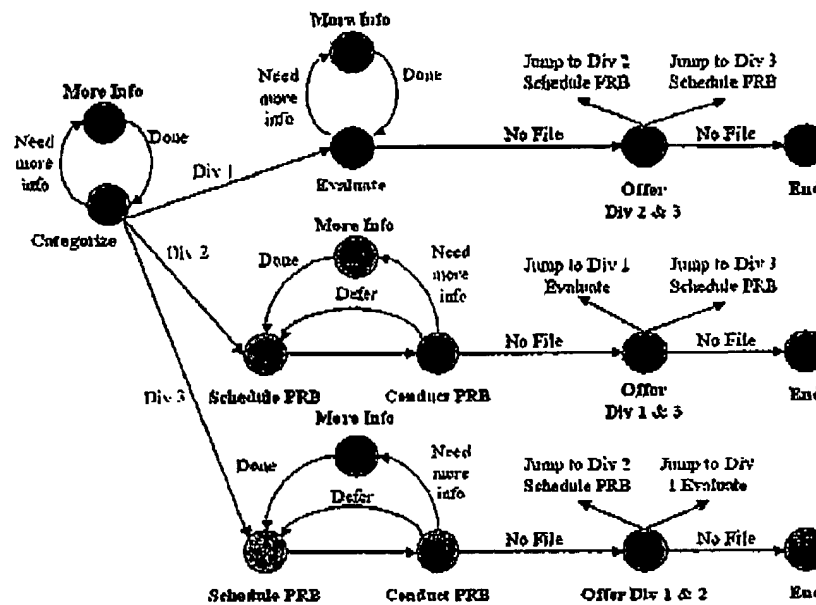 More Info
Need
more
info
Done
Categorize
More Info
Need
more
info
Done
Div 1
Evaluate
No File
Jump to Div 2
Schedule PRB
Jump to Div 3
Schedule PRB
Offer
Div 2 & 3
No File
End
Div 2
More Info
Done
Need
more
info
Defer
Schedule PRB
Conduct PRB
No File
Jump to Div 1
Evaluate
Jump to Div 3
Schedule PRB
Offer
Div 1 & 3
No File
End
Div 3
More Info
Done
Need
more
info
Defer
Schedule PRB
Conduct PRB
No File
Jump to Div 2
Schedule PRB
Jump to Div
1 Evaluate
Offer Div 1 & 2
No File
End